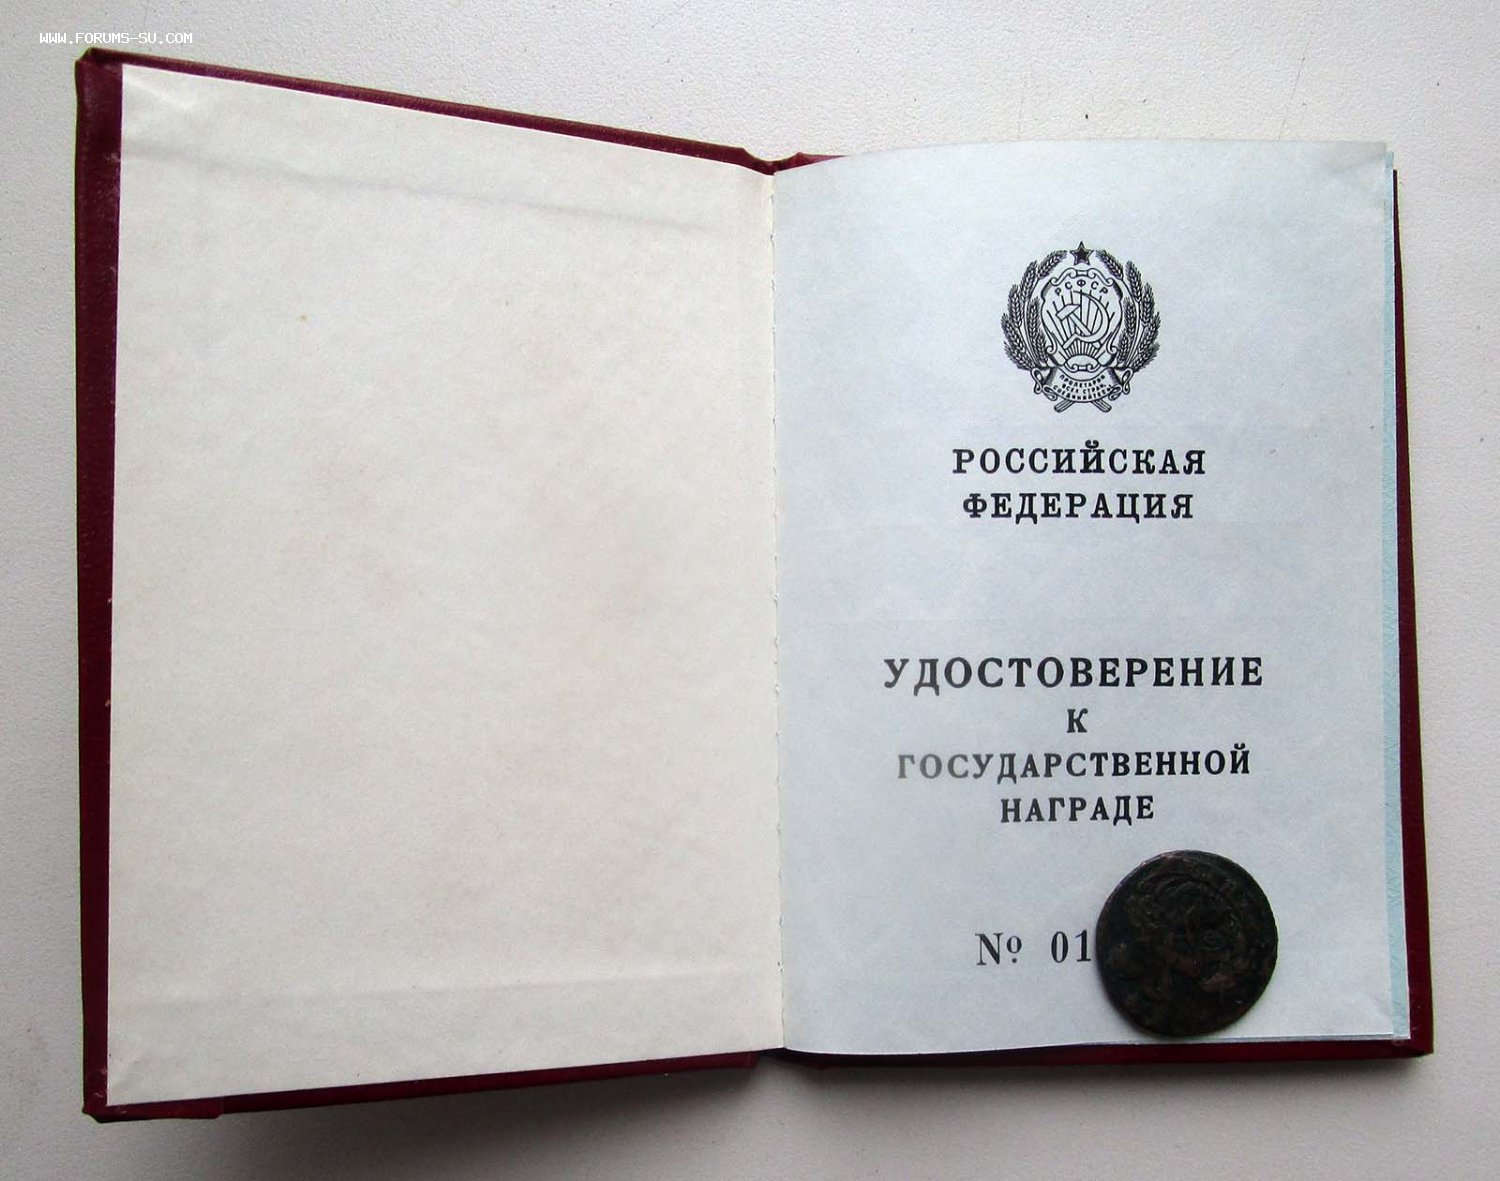 WWW.FORUMS-SU.COM
РСФСР
РОССИЙСКАЯ
ФЕДЕРАЦИЯ
УДОСТОВЕРЕНИЕ
К
ГОСУДАРСТВЕННОЙ
НАГРАДЕ
№ 01